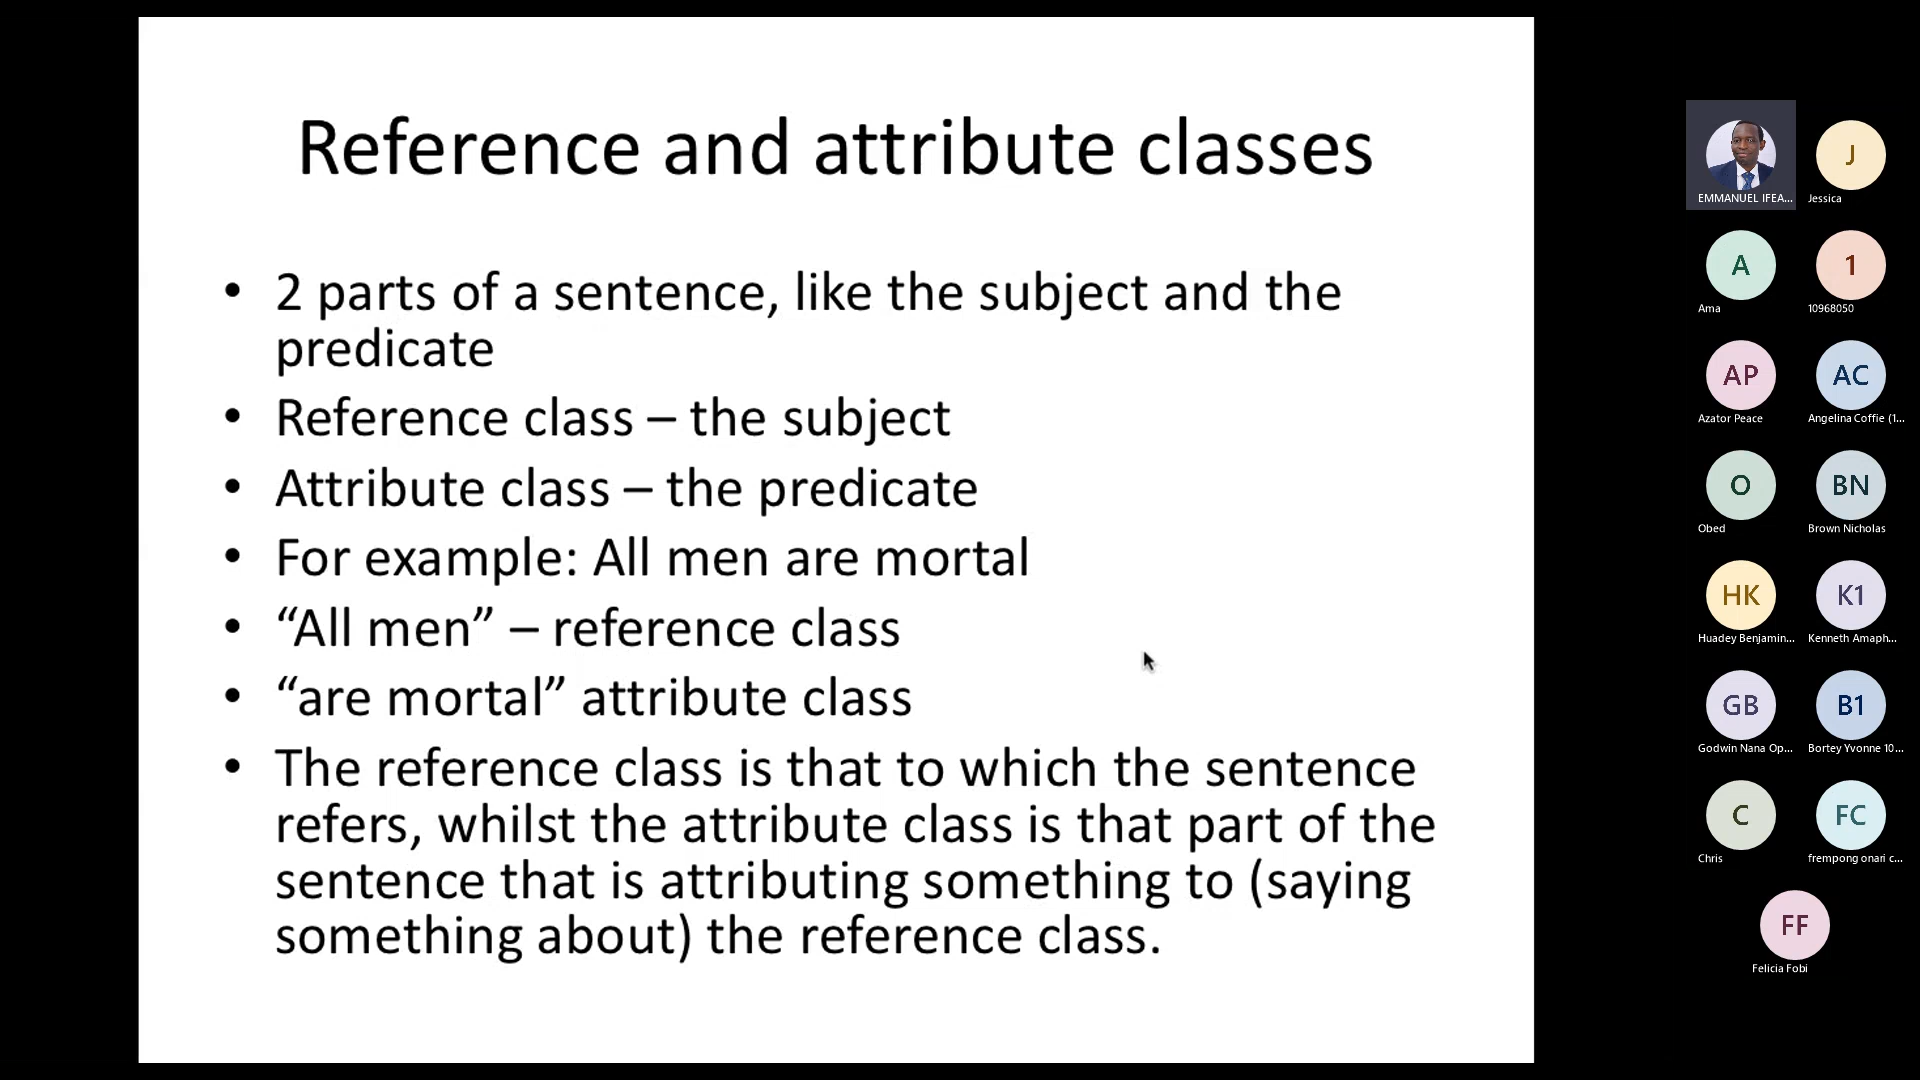 Reference and attribute classes
• 2 parts of a sentence, like the subject and the
predicate
• Reference class – the subject
• Attribute class – the predicate
• For example: All men are mortal
• “All men” – reference class
• “are mortal” attribute class
• The reference class is that to which the sentence
refers, whilst the attribute class is that part of the
sentence that is attributing something to (saying
something about) the reference class.
EMMANUEL IFEA...
J
Jessica
A
Ama
1
10968050
AP
Azator Peace
AC
Angelina Coffie (1...
O
Obed
BN
Brown Nicholas
HK
Huadey Benjamin...
K1
Kenneth Amaph...
GB
Godwin Nana Op...
B1
Bortey Yvonne 10...
C
Chris
FC
frempong onari c...
FF
Felicia Fobi